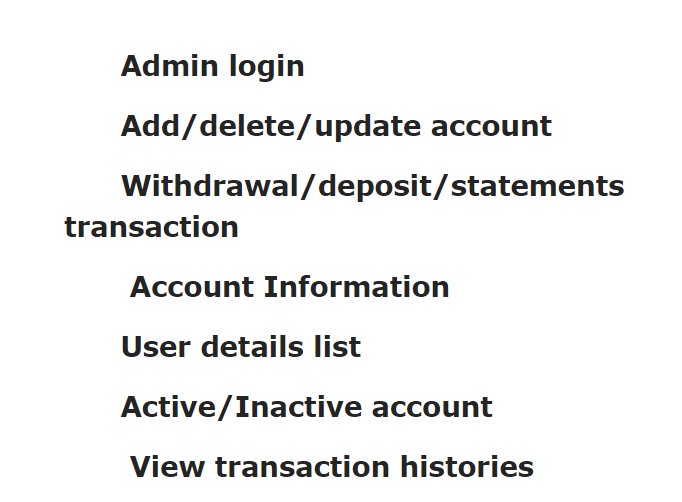 Admin login
Add/delete/update account
Withdrawal/deposit/statements
transaction
Account Information
User details list
Active/Inactive account
View transaction histories